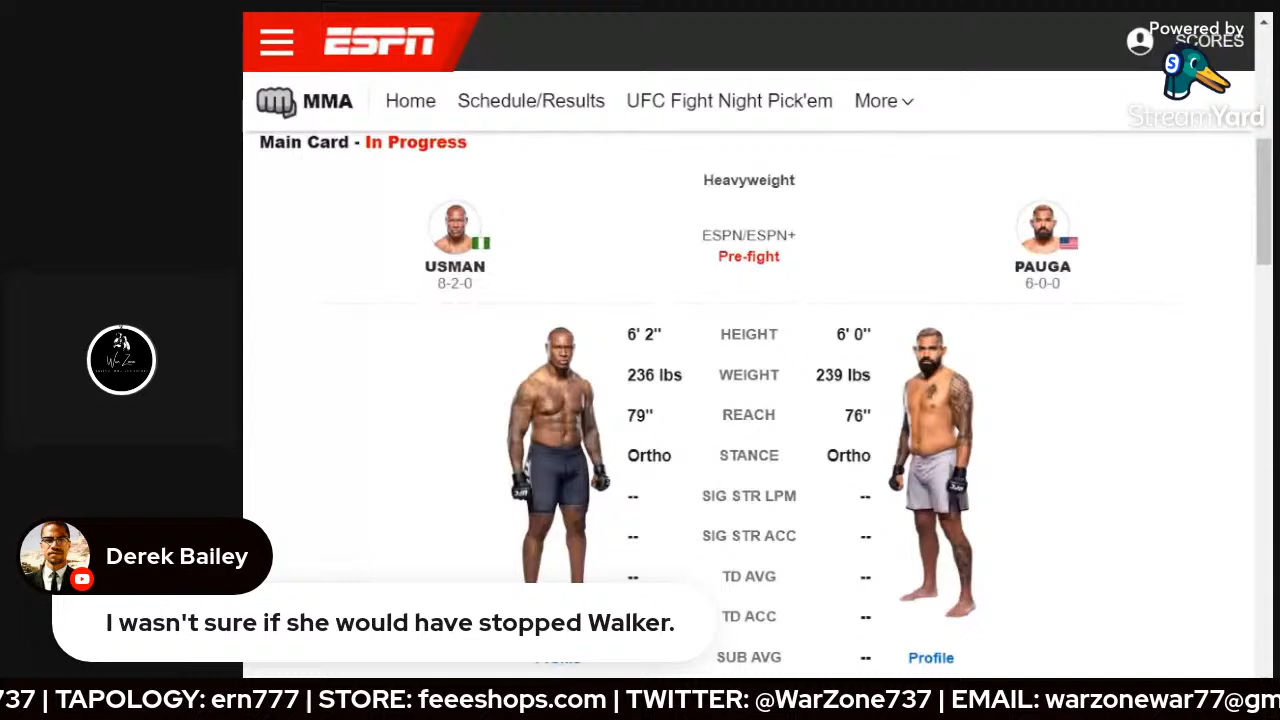 Powered by
ESPN
SCORES
S
StreamYard
MMA
Home
Schedule/Results
UFC Fight Night Pick'em
More
Main Card - In Progress
Heavyweight
ESPN/ESPN+
Pre-fight
USMAN
8-2-0
PAUGA
6-0-0
6' 2" HEIGHT 6' 0"
236 lbs WEIGHT 239 lbs
79" REACH 76"
Ortho STANCE Ortho
-- SIG STR LPM --
-- SIG STR ACC --
-- TD AVG --
TD ACC --
SUB AVG -- Profile
Derek Bailey
I wasn't sure if she would have stopped Walker.
737 | TAPOLOGY: ern777 | STORE: feeeshops.com | TWITTER: @WarZone737 | EMAIL: warzonewar77@gm